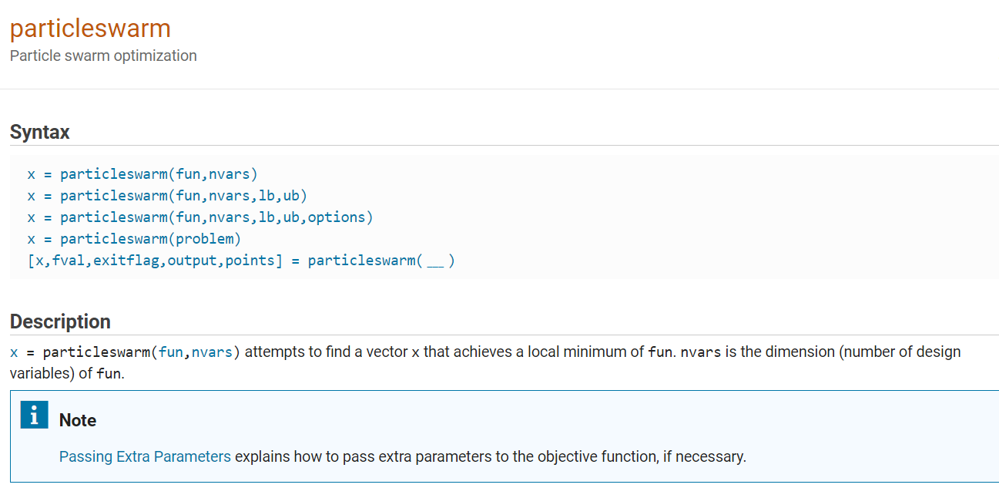 particleswarm
Particle swarm optimization
Syntax
x = particleswarm(fun,nvars)
x = particleswarm(fun,nvars,lb,ub)
x = particleswarm(fun,nvars,lb,ub,options)
x = particleswarm(problem)
[x,fval,exitflag,output,points] = particleswarm( __ )
Description
x = particleswarm(fun,nvars) attempts to find a vector x that achieves a local minimum of fun. nvars is the dimension (number of design
variables) of fun.
i Note
Passing Extra Parameters explains how to pass extra parameters to the objective function, if necessary.